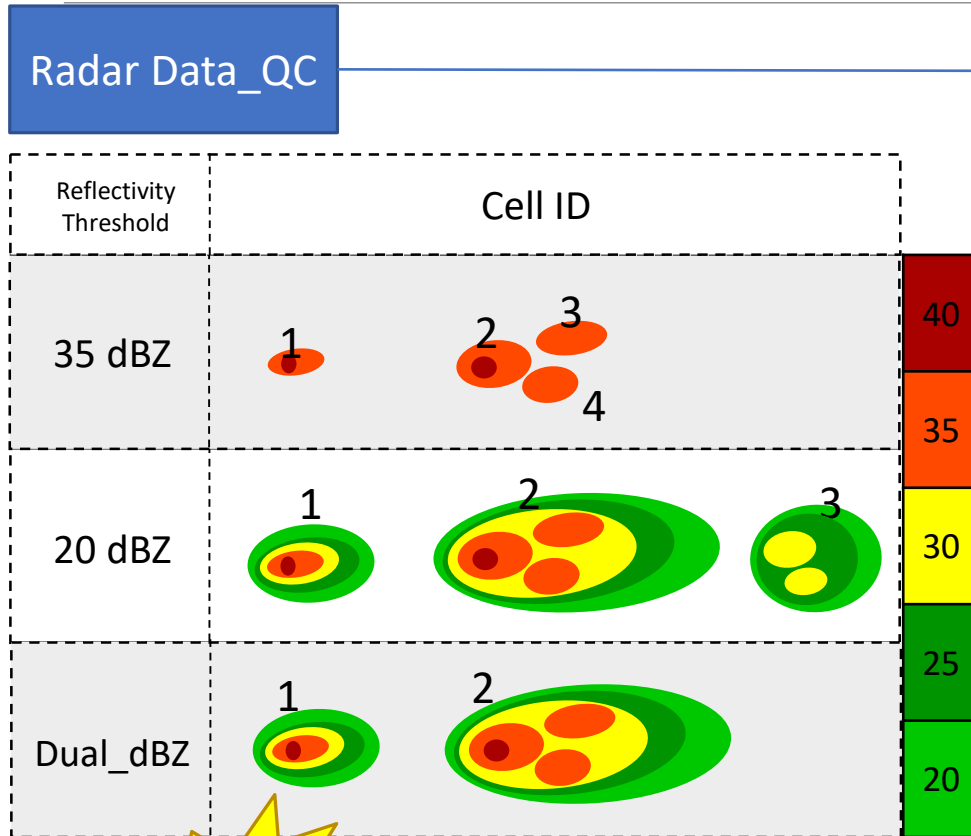 Radar Data_QC
Reflectivity
Threshold
Cell ID
35 dBZ
1
2
3
4
20 dBZ
1
2
3
Dual_dBZ
1
2
40
35
30
25
20